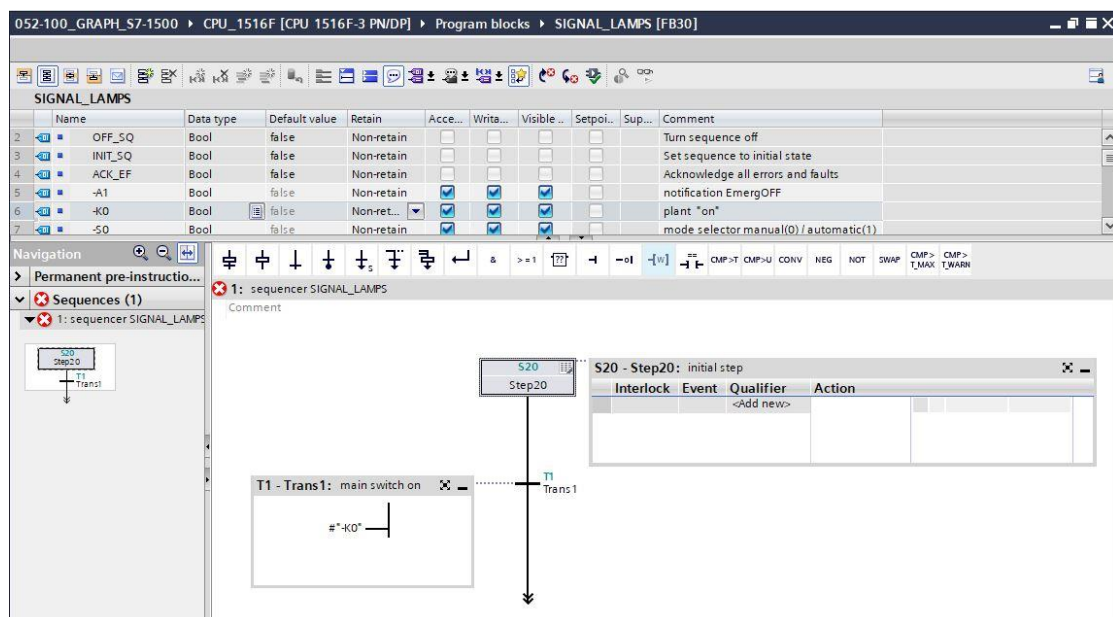 052-100_GRAPH_S7-1500 ▸ CPU_1516F [CPU 1516F-3 PN/DP] ▸ Program blocks ▸ SIGNAL_LAMPS [FB30]
SIGNAL_LAMPS
Name Data type Default value Retain Acce... Writa... Visible .. Setpoi.. Sup... Comment
2 OFF_SQ Bool false Non-retain Turn sequence off
3 INIT_SQ Bool false Non-retain Set sequence to initial state
4 ACK_EF Bool false Non-retain Acknowledge all errors and faults
5 -A1 Bool false Non-retain notification EmergOFF
6 -K0 Bool false Non-ret... plant "on"
7 -S0 Bool false Non-retain mode selector manual(0) / automatic(1)
Navigation
& >=1 ?? CMP>T CMP>U CONV NEG NOT SWAP CMP> T_MAX CMP> T_WARN
Permanent pre-instructio...
Sequences (1)
1: sequencer SIGNAL_LAMPS
S20
Step20
T1
Trans1
1: sequencer SIGNAL_LAMPS
Comment
S20
Step20
S20 - Step20: initial step
Interlock Event Qualifier Action
<Add new>
T1
Trans1
T1 - Trans1: main switch on
#"-K0"